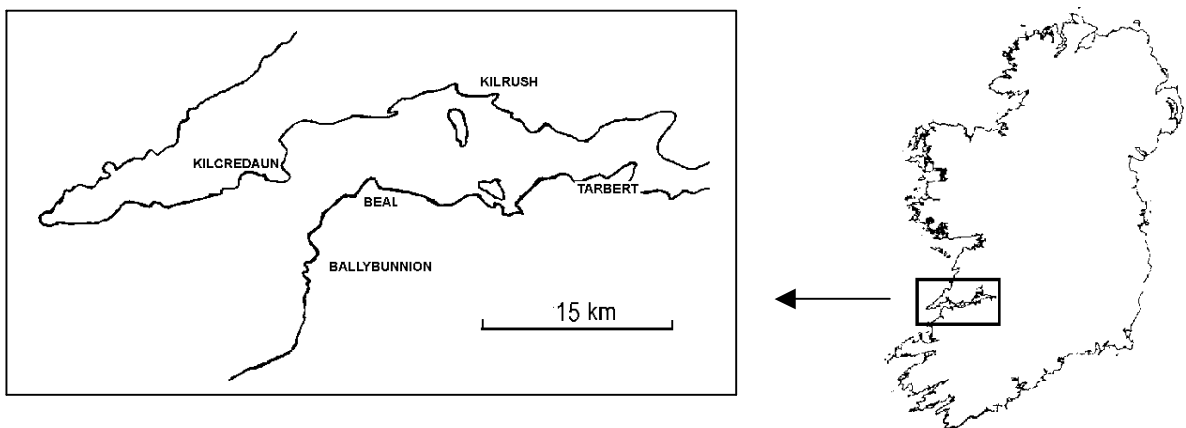 KILRUSH
KILCREDAUN
TARBERT
BEAL
BALLYBUNNION
15 km